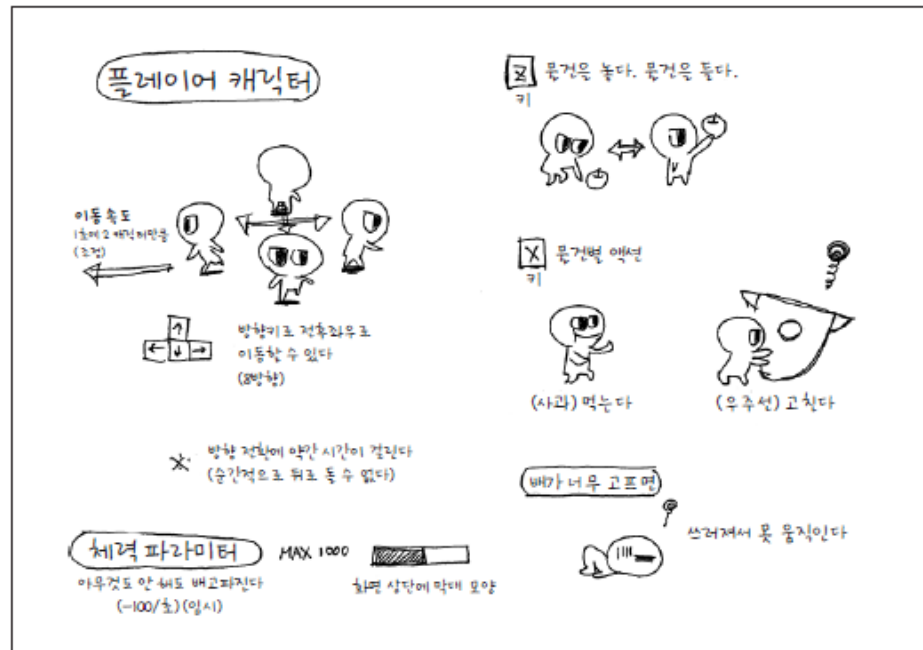 플레이어 캐릭터
이동 속도
1초에 2 캐릭터만큼
(조정)
↑
← ↓ →
방향키로 전후좌우로
이동할 수 있다
(8방향)
※ 방향 전환에 약간 시간이 걸린다
(순간적으로 뒤로 돌 수 없다)
체력 파라미터 MAX 1000
아무것도 안 해도 배고파진다
(-100/초)(임시)
화면 상단에 막대 모양
Z 물건을 놓다. 물건을 들다.
키
X 물건별 액션
키
(사과) 먹는다
(우주선) 고친다
배가 너무 고프면
쓰러져서 못 움직인다